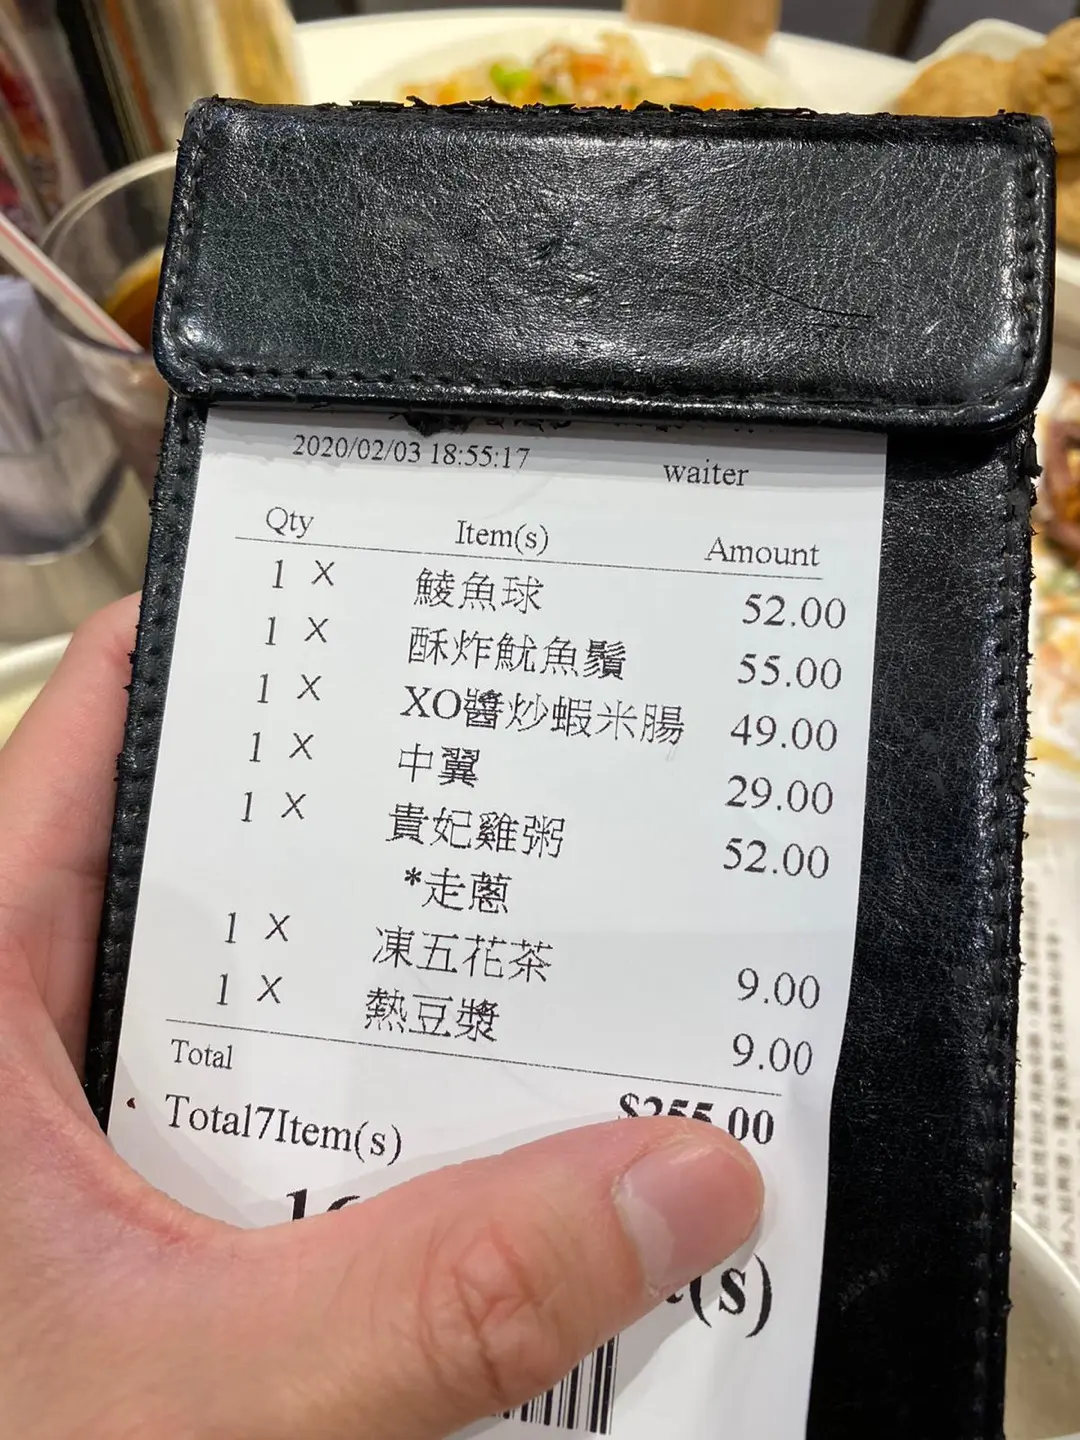 2020/02/03 18:55:17 waiter
Qty Item(s) Amount
1 X 鯪魚球 52.00
1 X 酥炸魷魚鬚 55.00
1 X XO醬炒蝦米腸 49.00
1 X 中翼 29.00
1 X 貴妃雞粥 52.00
*走蔥
1 X 凍五花茶 9.00
1 X 熱豆漿 9.00
Total $255.00
Total7Item(s)
(s)